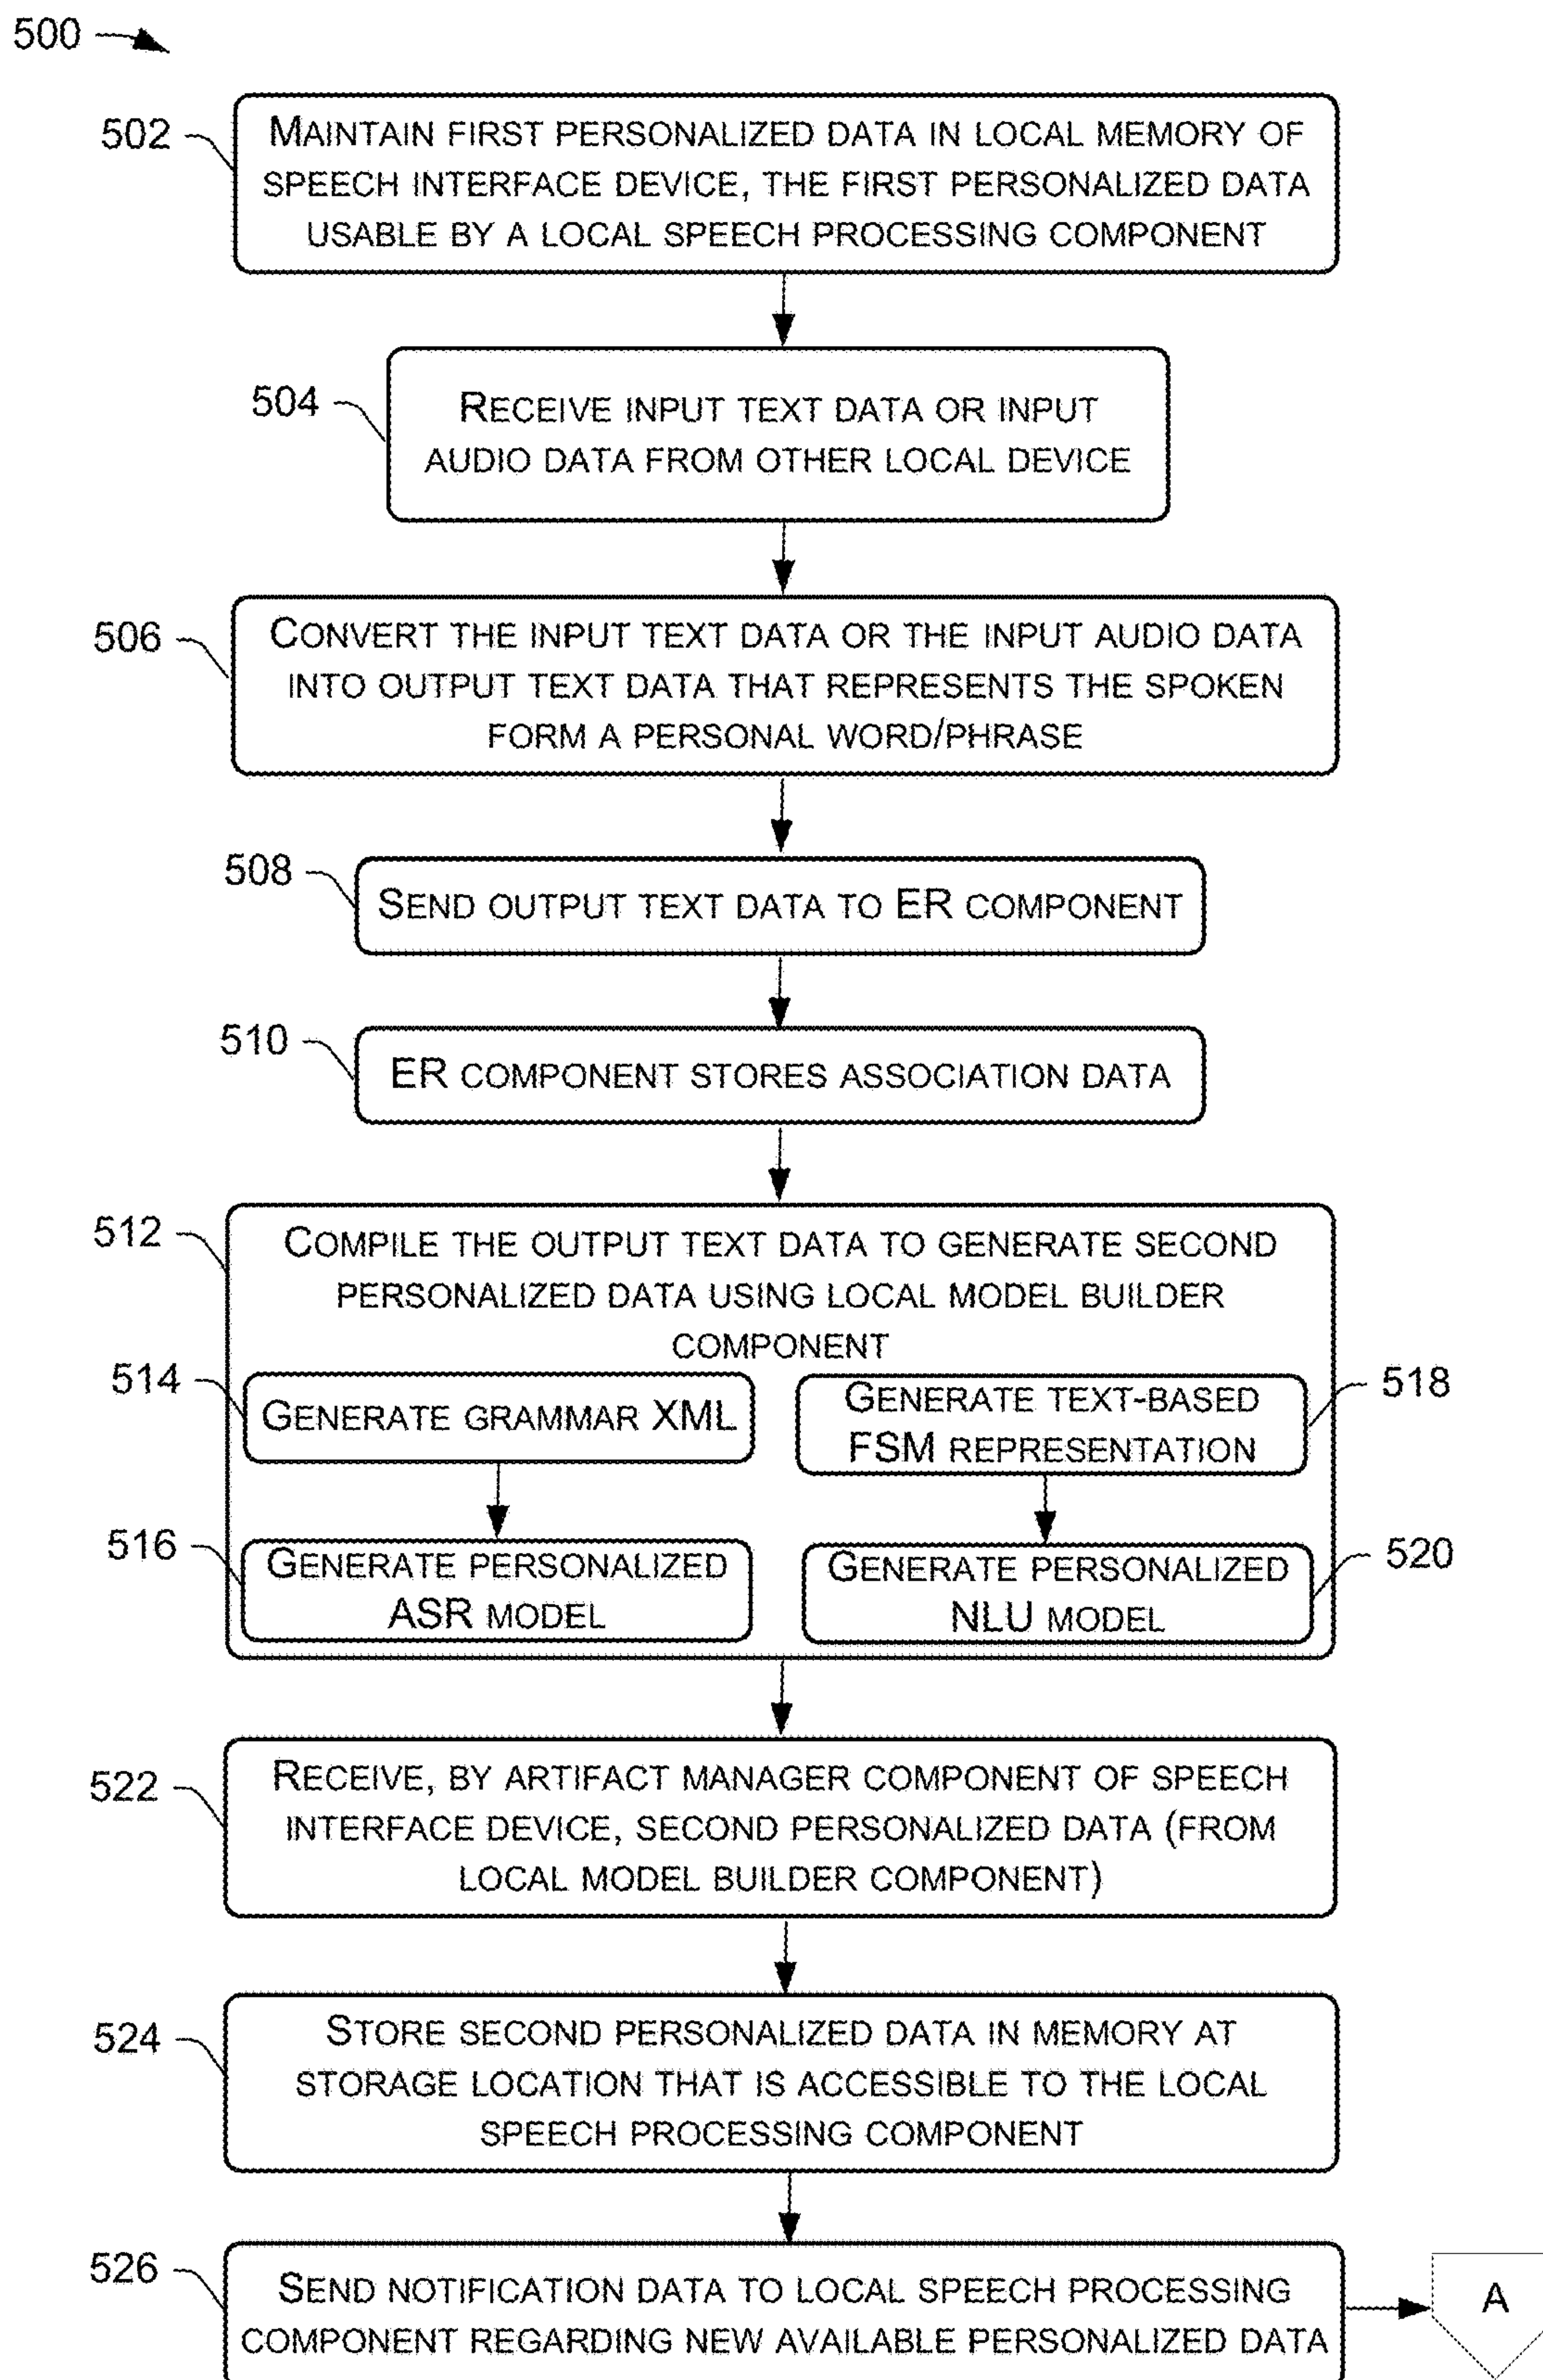 500
502
MAINTAIN FIRST PERSONALIZED DATA IN LOCAL MEMORY OF
SPEECH INTERFACE DEVICE, THE FIRST PERSONALIZED DATA
USABLE BY A LOCAL SPEECH PROCESSING COMPONENT
504
RECEIVE INPUT TEXT DATA OR INPUT
AUDIO DATA FROM OTHER LOCAL DEVICE
506
CONVERT THE INPUT TEXT DATA OR THE INPUT AUDIO DATA
INTO OUTPUT TEXT DATA THAT REPRESENTS THE SPOKEN
FORM A PERSONAL WORD/PHRASE
508
SEND OUTPUT TEXT DATA TO ER COMPONENT
510
ER COMPONENT STORES ASSOCIATION DATA
512
COMPILE THE OUTPUT TEXT DATA TO GENERATE SECOND
PERSONALIZED DATA USING LOCAL MODEL BUILDER
COMPONENT
514
GENERATE GRAMMAR XML
516
GENERATE PERSONALIZED
ASR MODEL
518
GENERATE TEXT-BASED
FSM REPRESENTATION
520
GENERATE PERSONALIZED
NLU MODEL
522
RECEIVE, BY ARTIFACT MANAGER COMPONENT OF SPEECH
INTERFACE DEVICE, SECOND PERSONALIZED DATA (FROM
LOCAL MODEL BUILDER COMPONENT)
524
STORE SECOND PERSONALIZED DATA IN MEMORY AT
STORAGE LOCATION THAT IS ACCESSIBLE TO THE LOCAL
SPEECH PROCESSING COMPONENT
526
SEND NOTIFICATION DATA TO LOCAL SPEECH PROCESSING
COMPONENT REGARDING NEW AVAILABLE PERSONALIZED DATA
A